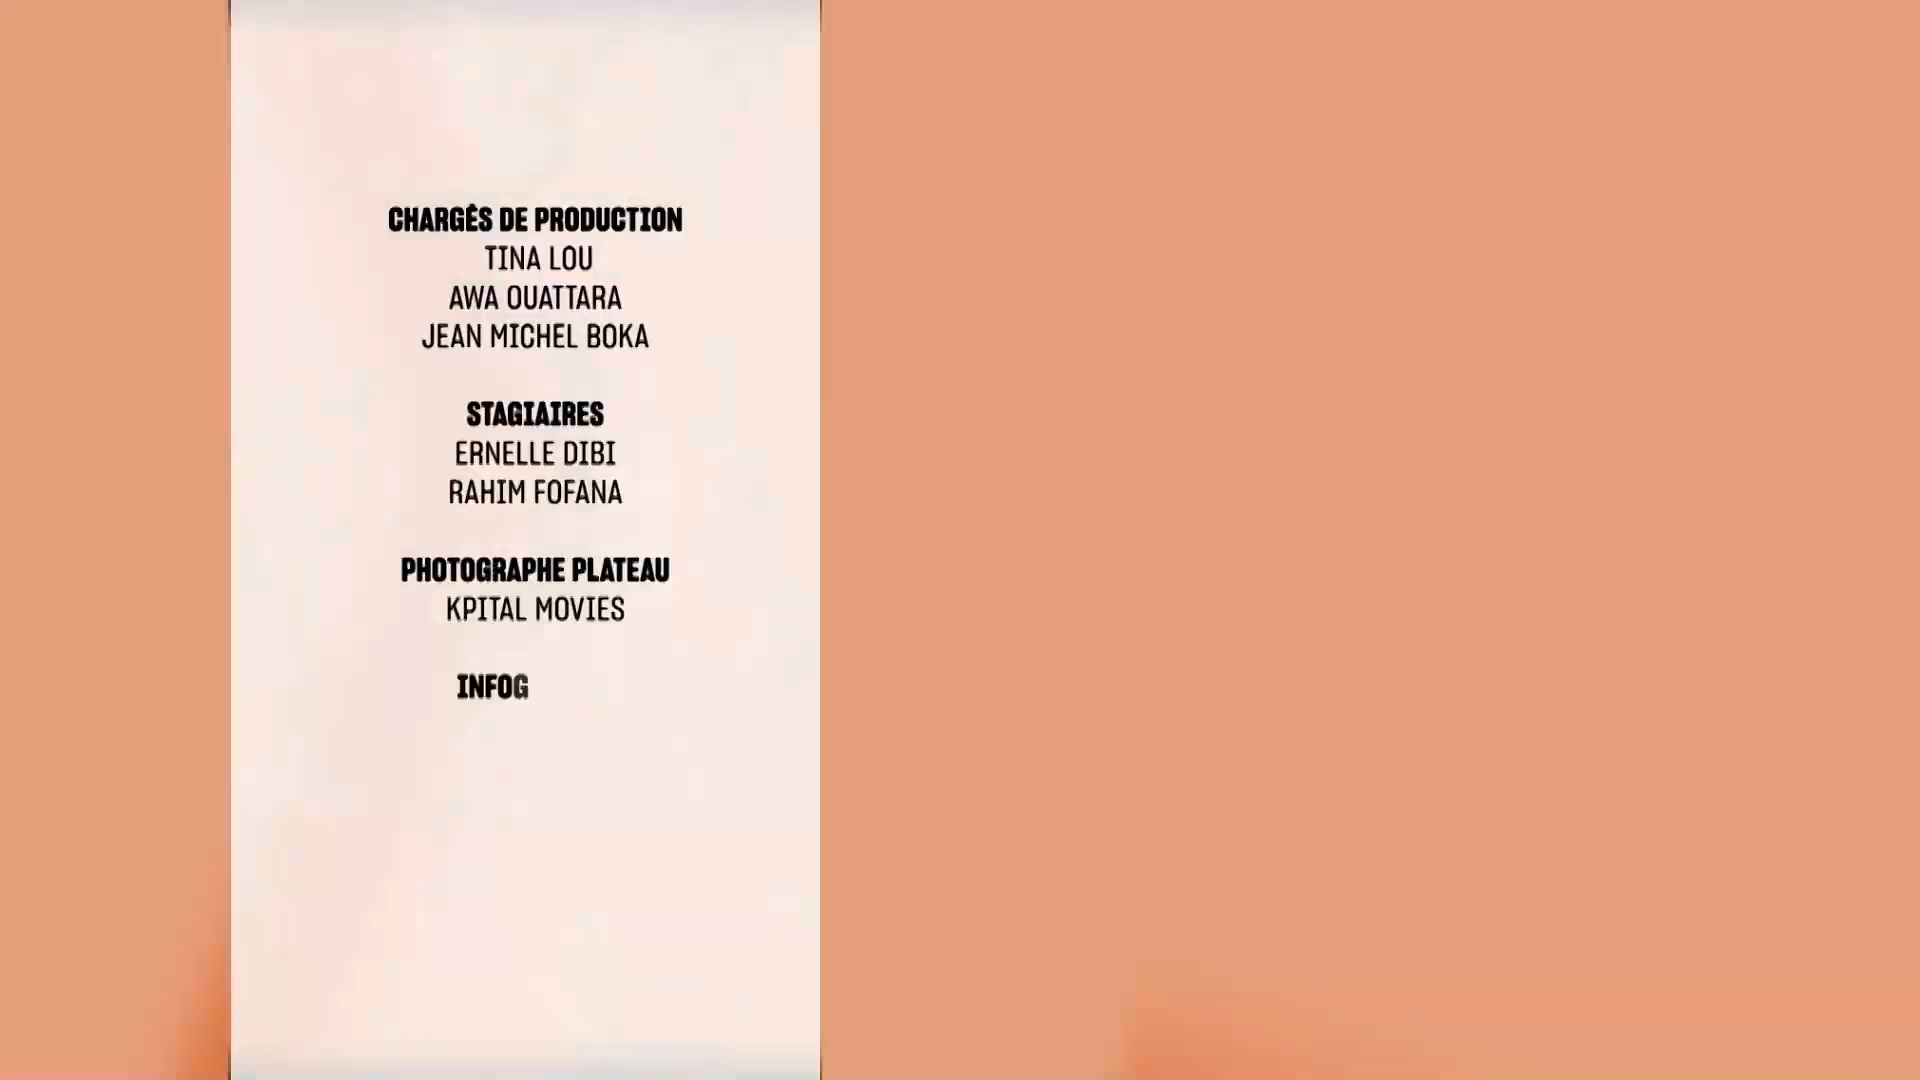 CHARGÉS DE PRODUCTION
TINA LOU
AWA OUATTARA
JEAN MICHEL BOKA
STAGIAIRES
ERNELLE DIBI
RAHIM FOFANA
PHOTOGRAPHE PLATEAU
KPITAL MOVIES
INFOG